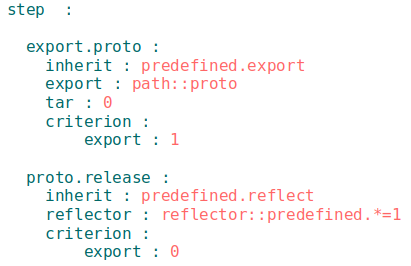 step  :
export.proto :
inherit : predefined.export
export : path::proto
tar : 0
criterion :
export : 1
proto.release :
inherit : predefined.reflect
reflector : reflector::predefined.*=1
criterion :
export : 0